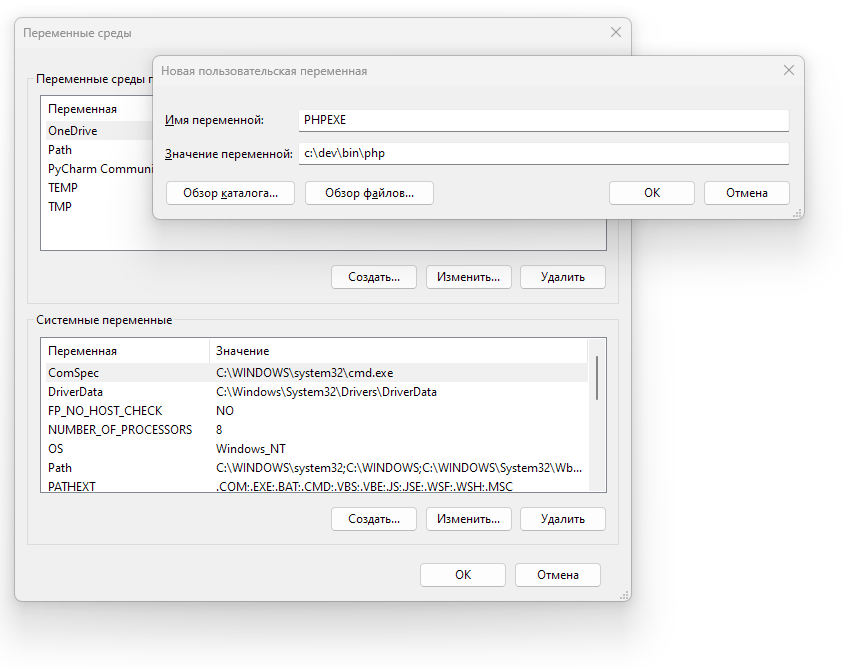 Переменные среды
Новая пользовательская переменная
Переменные среды п
Имя переменной: PHPEXE
Значение переменной: c:\dev\bin\php
Обзор каталога... Обзор файлов... ОК Отмена
Переменная
OneDrive
Path
PyCharm Communi
TEMP
TMP
Создать... Изменить... Удалить
Системные переменные
Переменная Значение
ComSpec C:\WINDOWS\system32\cmd.exe
DriverData C:\Windows\System32\Drivers\DriverData
FP_NO_HOST_CHECK NO
NUMBER_OF_PROCESSORS 8
OS Windows_NT
Path C:\WINDOWS\system32;C:\WINDOWS;C:\WINDOWS\System32\Wb...
PATHEXT .COM;.EXE;.BAT;.CMD;.VBS;.VBE;.JS;.JSE;.WSF;.WSH;.MSC
Создать... Изменить... Удалить
ОК Отмена